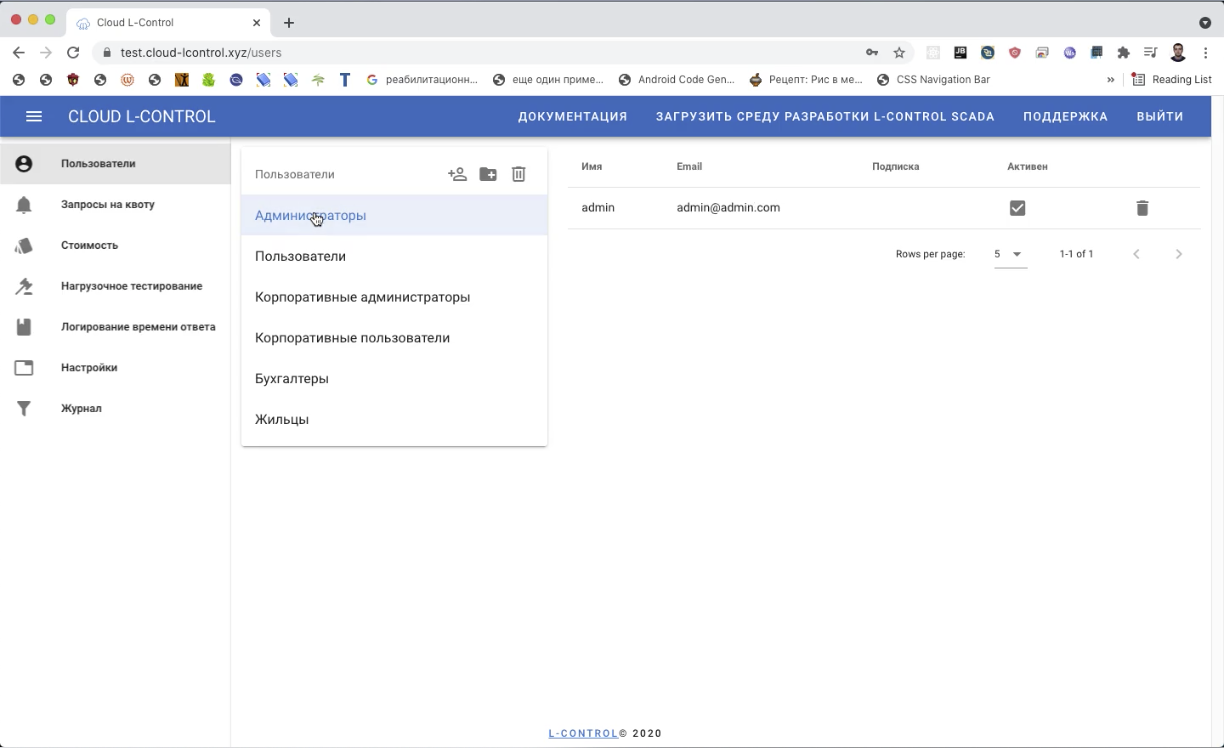 Cloud L-Control
test.cloud-lcontrol.xyz/users
реабилитационн... еще один приме... Android Code Gen... Рецепт: Рис в ме... CSS Navigation Bar » Reading List
CLOUD L-CONTROL ДОКУМЕНТАЦИЯ ЗАГРУЗИТЬ СРЕДУ РАЗРАБОТКИ L-CONTROL SCADA ПОДДЕРЖКА ВЫЙТИ
Пользователи
Запросы на квоту
Стоимость
Нагрузочное тестирование
Логирование времени ответа
Настройки
Журнал
Пользователи
Администраторы
Пользователи
Корпоративные администраторы
Корпоративные пользователи
Бухгалтеры
Жильцы
Имя Email Подписка Активен
admin admin@admin.com
Rows per page: 5 1-1 of 1
L-CONTROL© 2020